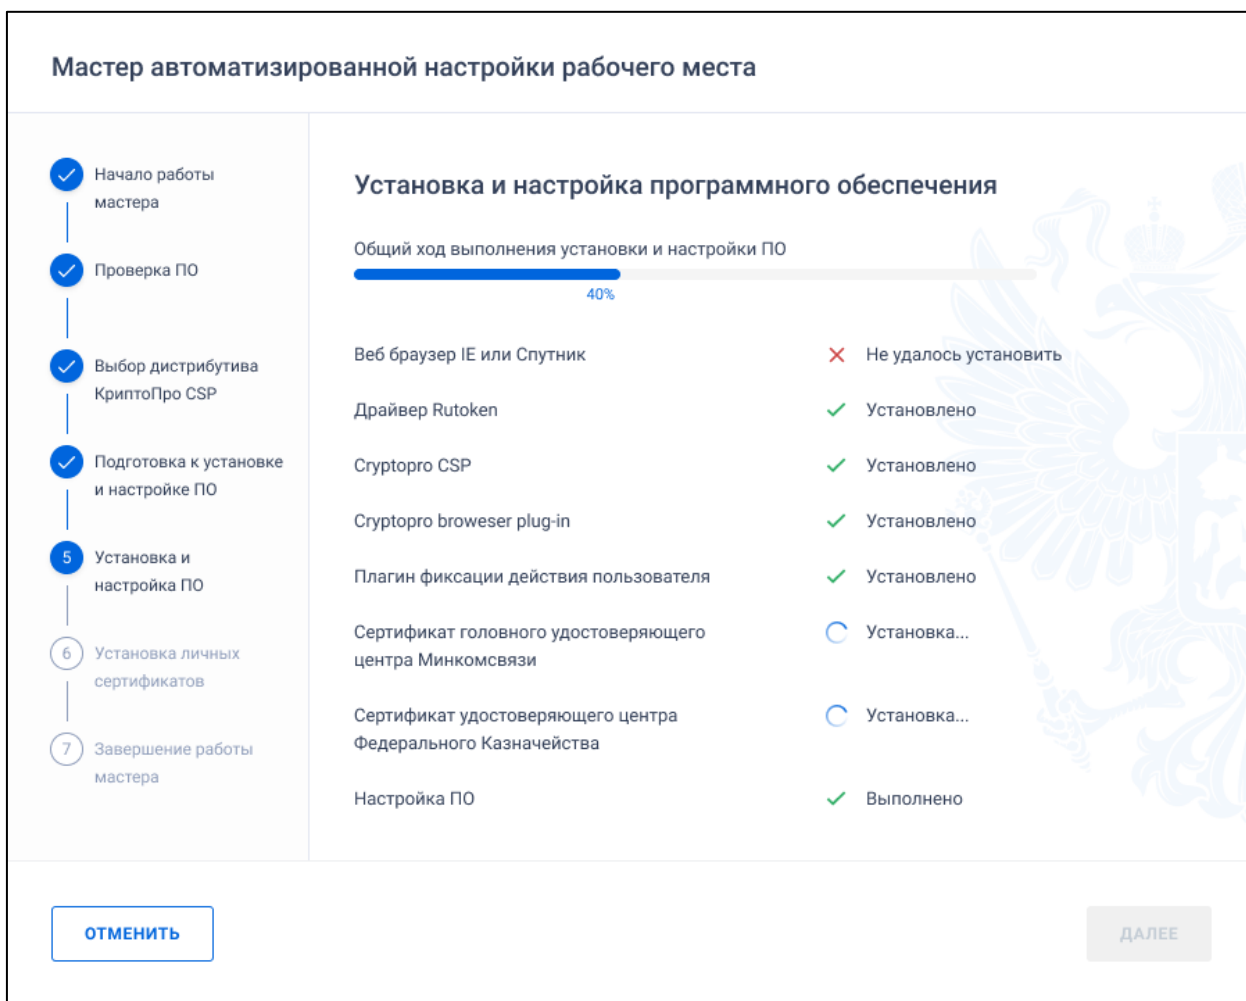 Мастер автоматизированной настройки рабочего места
Начало работы
мастера
Проверка ПО
Выбор дистрибутива
КриптоПро CSP
Подготовка к установке
и настройке ПО
5
Установка и
настройка ПО
6
Установка личных
сертификатов
7
Завершение работы
мастера
Установка и настройка программного обеспечения
Общий ход выполнения установки и настройки ПО
40%
Веб браузер IE или Спутник
Не удалось установить
Драйвер Rutoken
Установлено
Cryptopro CSP
Установлено
Cryptopro broweser plug-in
Установлено
Плагин фиксации действия пользователя
Установлено
Сертификат головного удостоверяющего
центра Минкомсвязи
Установка...
Сертификат удостоверяющего центра
Федерального Казначейства
Установка...
Настройка ПО
Выполнено
ОТМЕНИТЬ
ДАЛЕЕ